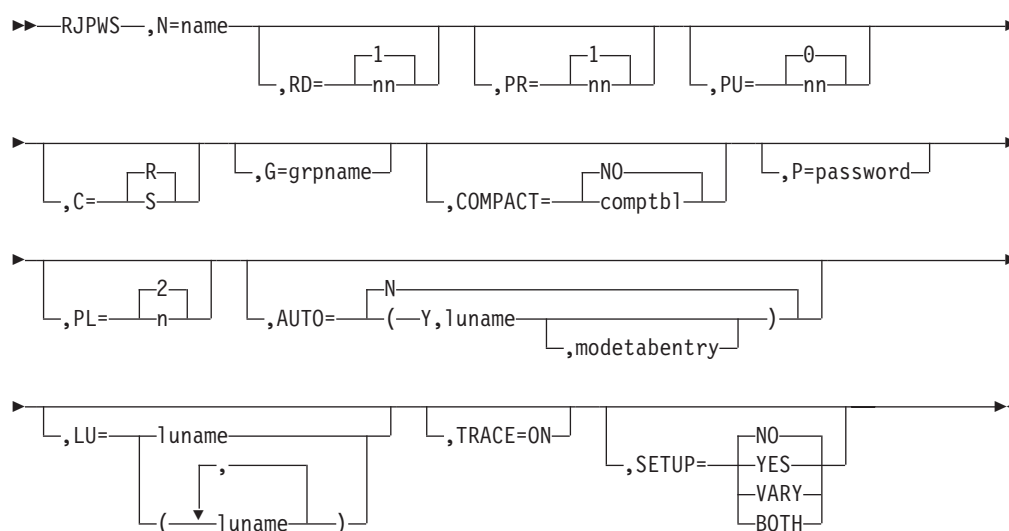 RJPWS ,N=name
1 1 0
,RD= nn ,PR= nn ,PU= nn
R NO
,C= S ,G=grpname ,COMPACT= comptbl ,P=password
2 N
,PL= n ,AUTO= ( Y,luname )
,modetabentry
,LU= luname ,TRACE=ON NO
, ,SETUP= YES
VARY
( luname ) BOTH